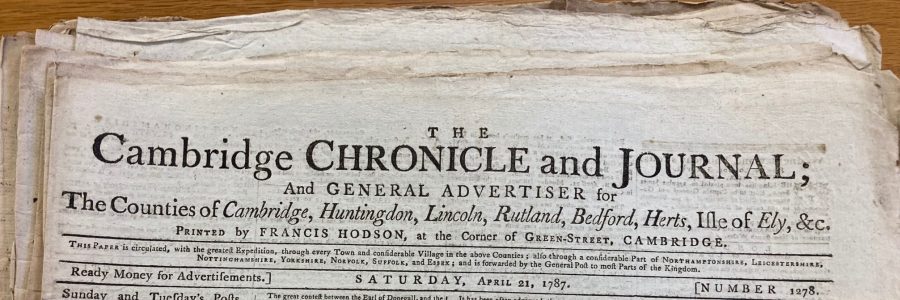 THE
Cambridge CHRONICLE and JOURNAL;
And GENERAL ADVERTISER for
The Counties of Cambridge, Huntingdon, Lincoln, Rutland, Bedford, Herts, Iſle of Ely, &c.
PRINTED by FRANCIS HODSON, at the Corner of GREEN-STREET, CAMBRIDGE.
THIS PAPER is circulated, with the greateſt Expedition, through every Town and conſiderable Village in the above Counties; alſo through a conſiderable Part of NORTHAMPTONSHIRE, LEICESTERSHIRE,
NOTTINGHAMSHIRE, YORKSHIRE, NORFOLK, SUFFOLK, and ESSEX; and is forwarded by the General Poſt to moſt Parts of the Kingdom.
Ready Money for Advertiſements.] SATURDAY, APRIL 21, 1787. [NUMBER 1278.
Sunday and Tueſday's Poſts.
The great conteſt between the Earl of Donegall, and the